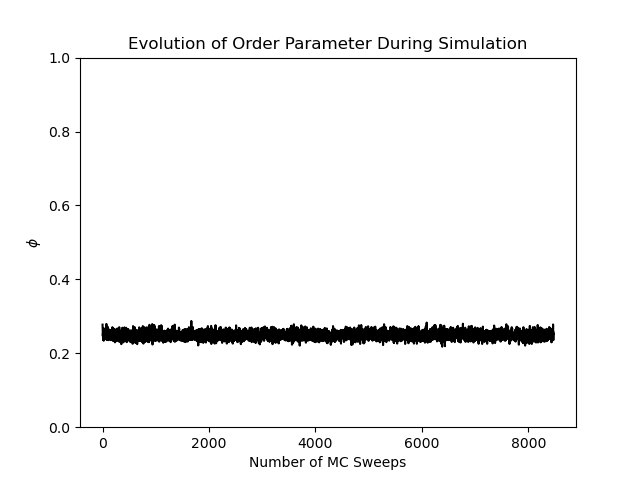 Evolution of Order Parameter During Simulation
1.0
0.8
0.6
ϕ
0.4
0.2
0.0
0 2000 4000 6000 8000
Number of MC Sweeps